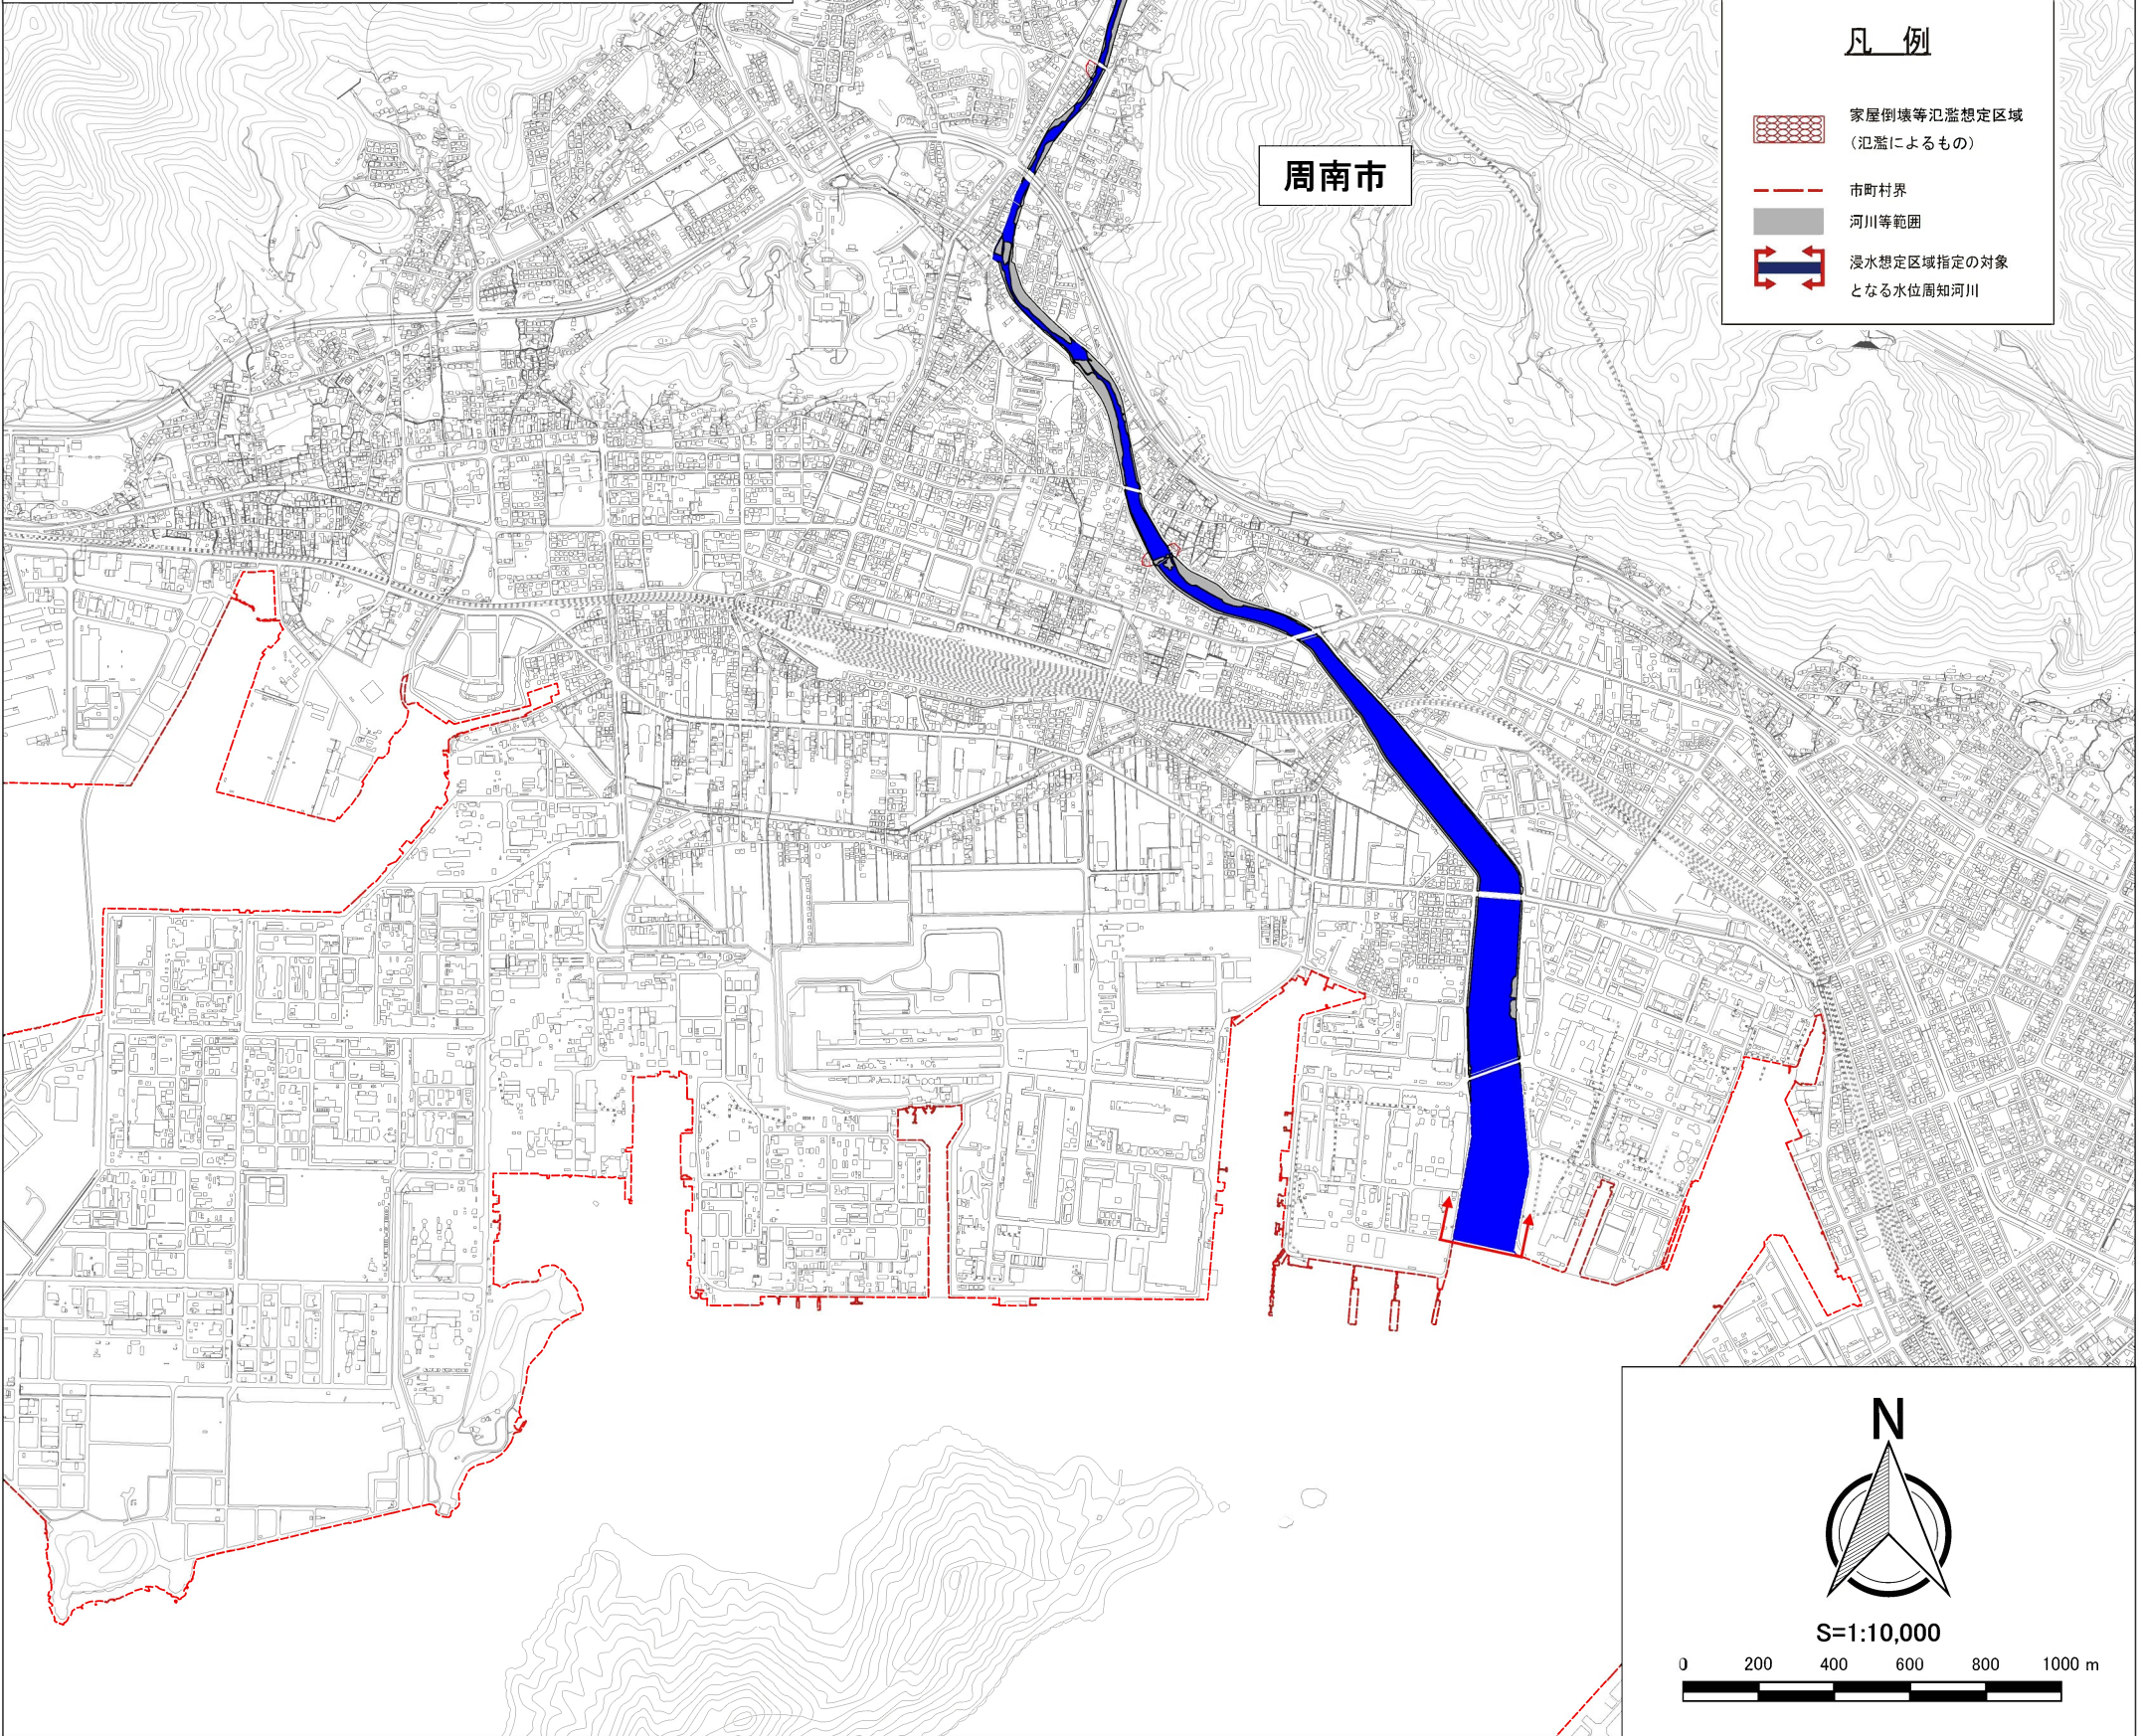 凡 例
家屋倒壊等氾濫想定区域
（氾濫によるもの）
市町村界
河川等範囲
浸水想定区域指定の対象
となる水位周知河川
周南市
N
S=1:10,000
0 200 400 600 800 1000 m